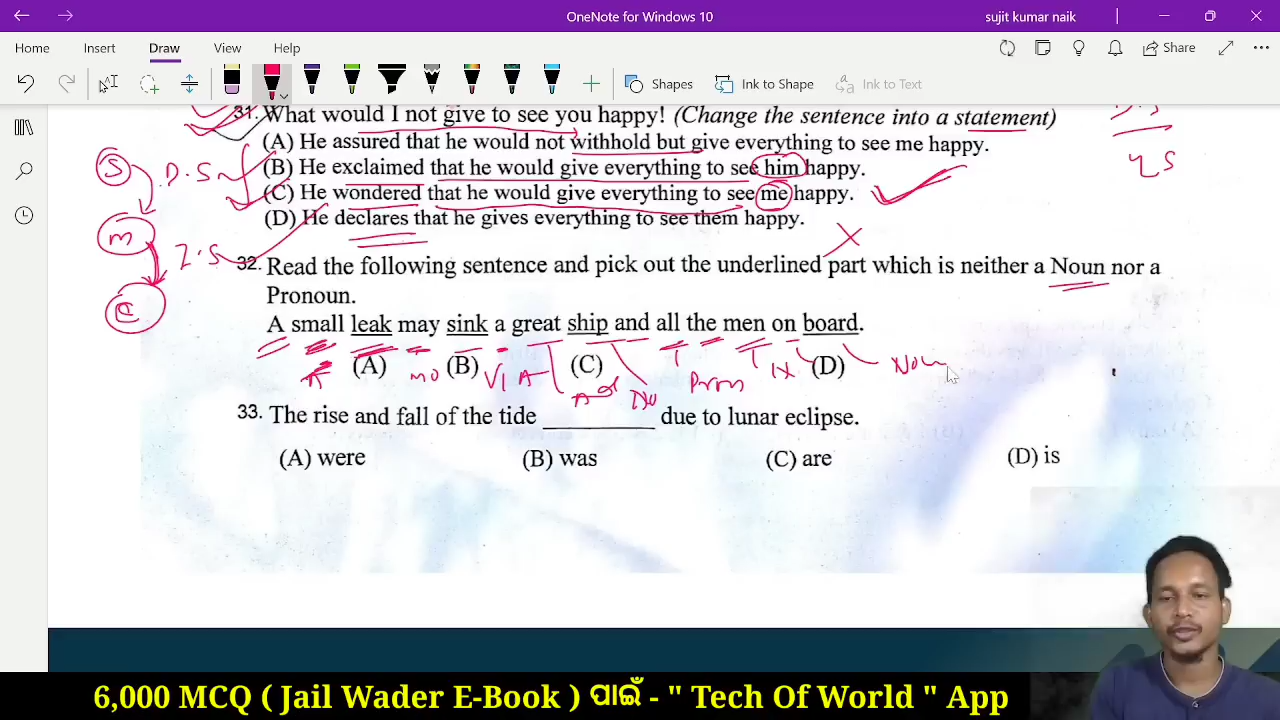 OneNote for Windows 10
sujit kumar naik
Home Insert Draw View Help
Share
Shapes Ink to Shape Ink to Text
31. What would I not give to see you happy! (Change the sentence into a statement)
(A) He assured that he would not withhold but give everything to see me happy.
(B) He exclaimed that he would give everything to see him happy.
(C) He wondered that he would give everything to see me happy.
(D) He declares that he gives everything to see them happy.
S D.S
m I.S
32. Read the following sentence and pick out the underlined part which is neither a Noun nor a
Pronoun.
A small leak may sink a great ship and all the men on board.
(A) (B) (C) (D)
33. The rise and fall of the tide __________ due to lunar eclipse.
(A) were (B) was (C) are (D) is
6,000 MCQ ( Jail Wader E-Book ) ପାଇଁ - " Tech Of World " App